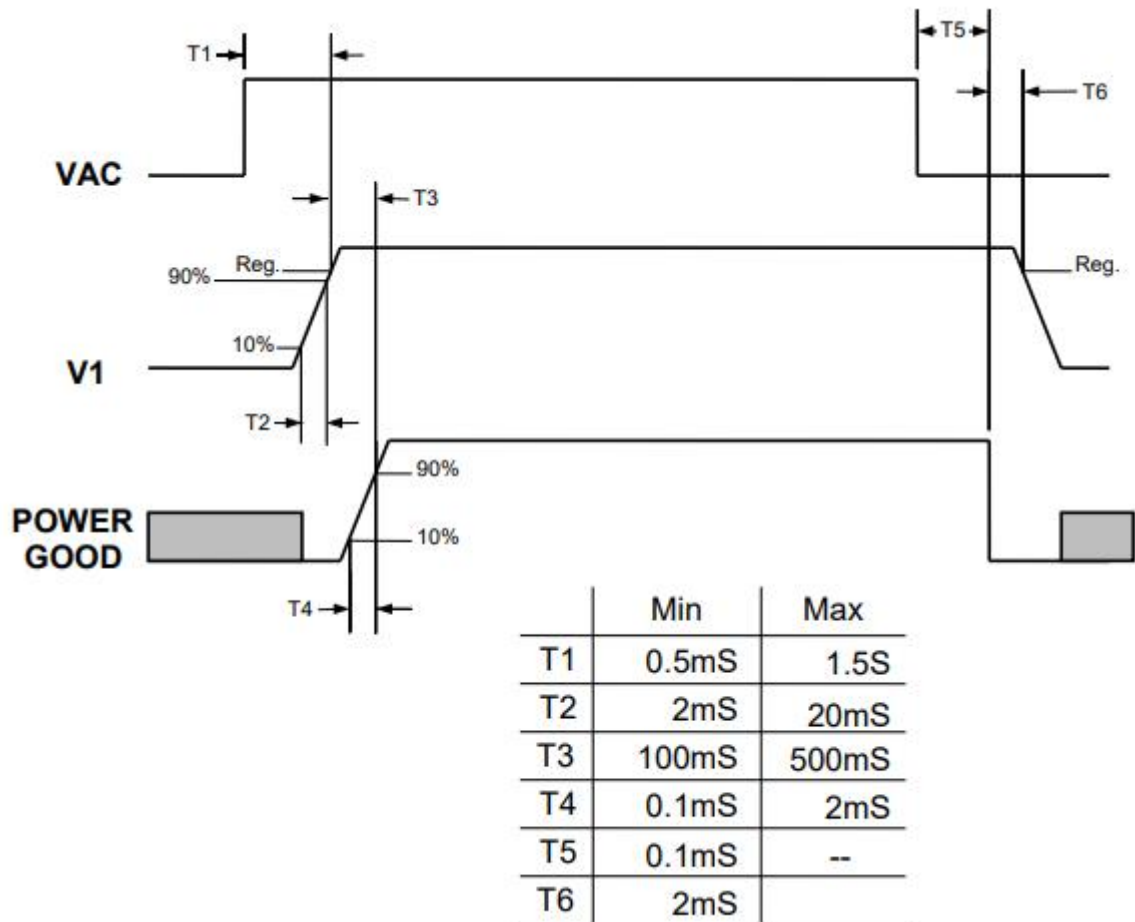 T1
T5
T6
VAC
T3
Reg.
Reg.
90%
10%
V1
T2
90%
POWER
GOOD
10%
T4
Min Max
T1 0.5mS 1.5S
T2 2mS 20mS
T3 100mS 500mS
T4 0.1mS 2mS
T5 0.1mS --
T6 2mS